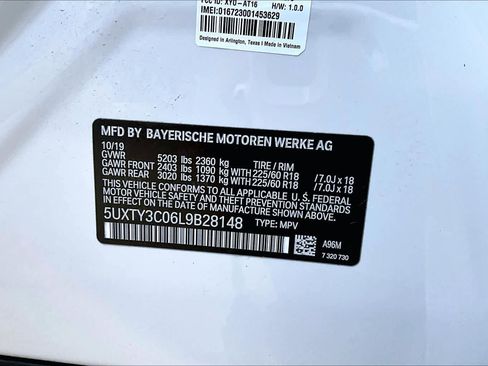 FCC ID: XYO-AT16 H/W: 1.0.0
IMEI:016723001453629
Designed in Arlington, Texas I Made in Vietnam
MFD BY BAYERISCHE MOTOREN WERKE AG
10/19
GVWR 5203 lbs 2360 kg TIRE / RIM
GAWR FRONT 2403 lbs 1090 kg WITH 225/60 R18 /7.0J x 18
GAWR REAR 3020 lbs 1370 kg WITH 225/60 R18 /7.0J x 18
THIS VEHICLE CONFORMS TO ALL APPLICABLE U. S. FEDERAL
MOTOR VEHICLE SAFETY AND THEFT PREVENTION
STANDARDS IN EFFECT ON THE DATE OF MANUFACTURE
SHOWN ABOVE.
5UXTY3C06L9B28148 TYPE: MPV
A96M
7 320 730